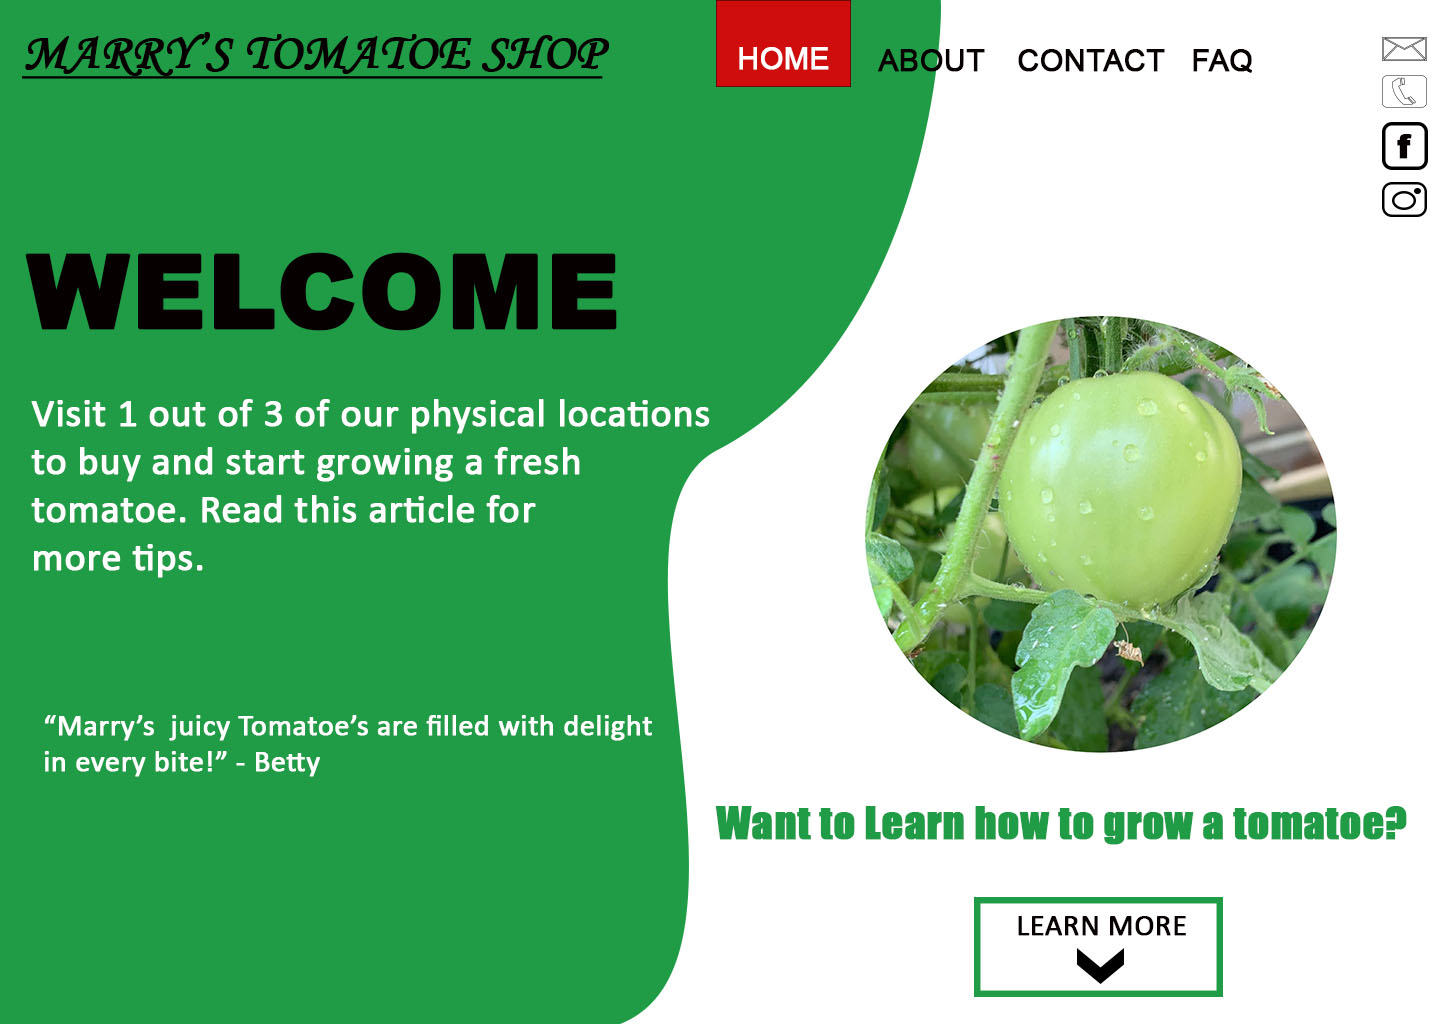 MARRY'S TOMATOE SHOP
HOME ABOUT CONTACT FAQ
WELCOME
Visit 1 out of 3 of our physical locations
to buy and start growing a fresh
tomatoe. Read this article for
more tips.
“Marry’s juicy Tomatoe’s are filled with delight
in every bite!” - Betty
Want to Learn how to grow a tomatoe?
LEARN MORE